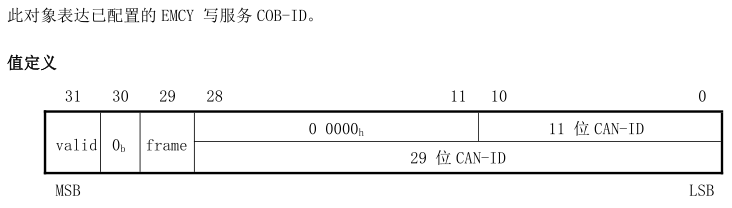 此对象表达已配置的 EMCY 写服务 COB-ID。
值定义
31 30 29 28 11 10 0
valid 0b frame 0 0000h 11 位 CAN-ID
29 位 CAN-ID
MSB LSB